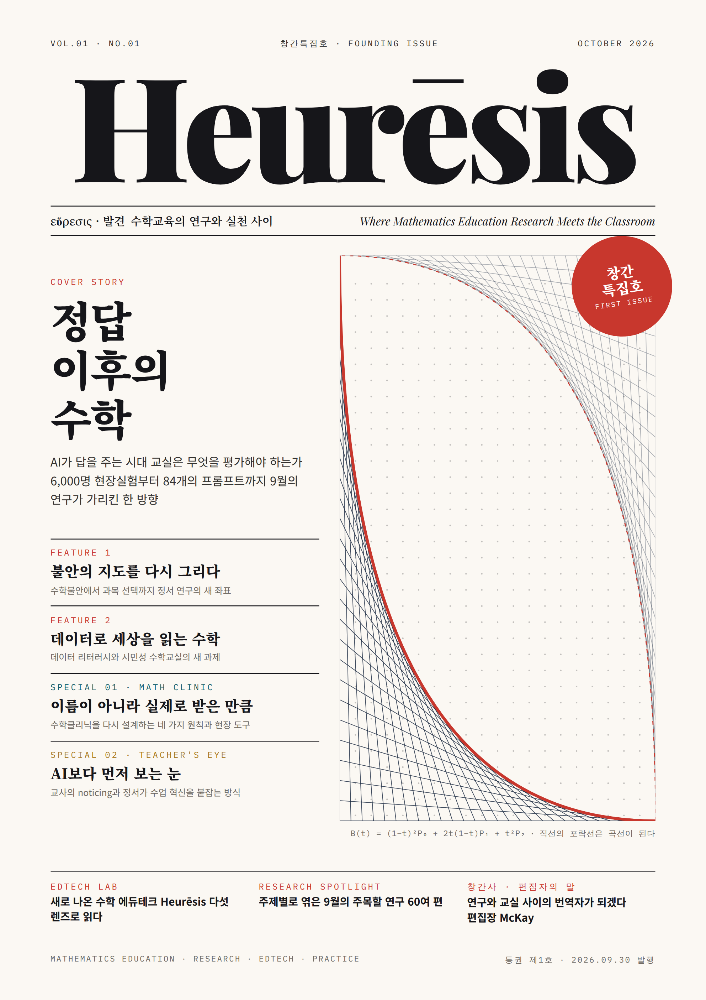 VOL.01 · NO.01
창간특집호 · FOUNDING ISSUE
OCTOBER 2026
Heurēsis
εὕρεσις · 발견 수학교육의 연구와 실천 사이
Where Mathematics Education Research Meets the Classroom
창간
특집호
FIRST ISSUE
COVER STORY
정답
이후의
수학
AI가 답을 주는 시대 교실은 무엇을 평가해야 하는가
6,000명 현장실험부터 84개의 프롬프트까지 9월의
연구가 가리킨 한 방향
FEATURE 1
불안의 지도를 다시 그리다
수학불안에서 과목 선택까지 정서 연구의 새 좌표
FEATURE 2
데이터로 세상을 읽는 수학
데이터 리터러시와 시민성 수학교실의 새 과제
SPECIAL 01 · MATH CLINIC
이름이 아니라 실제로 받은 만큼
수학클리닉을 다시 설계하는 네 가지 원칙과 현장 도구
SPECIAL 02 · TEACHER'S EYE
AI보다 먼저 보는 눈
교사의 noticing과 정서가 수업 혁신을 붙잡는 방식
B(t) = (1−t)²P₀ + 2t(1−t)P₁ + t²P₂ · 직선의 포락선은 곡선이 된다
EDTECH LAB
새로 나온 수학 에듀테크 Heurēsis 다섯
렌즈로 읽다
RESEARCH SPOTLIGHT
주제별로 엮은 9월의 주목할 연구 60여 편
창간사 · 편집자의 말
연구와 교실 사이의 번역자가 되겠다
편집장 McKay
MATHEMATICS EDUCATION · RESEARCH · EDTECH · PRACTICE
통권 제1호 · 2026.09.30 발행